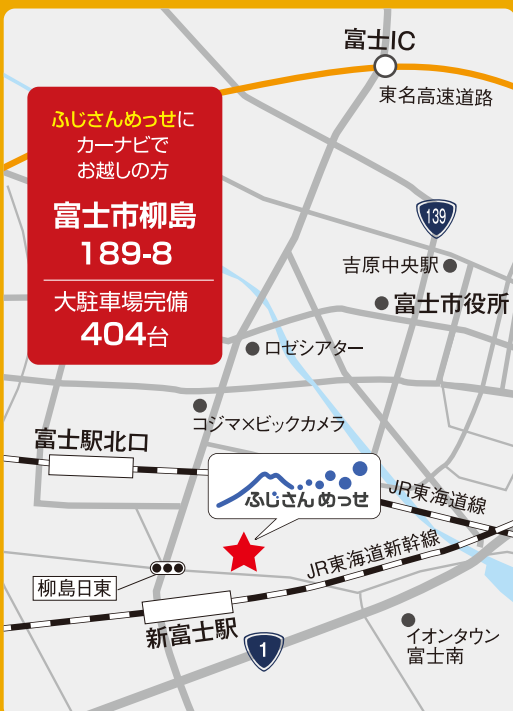 富士IC
東名高速道路
ふじさんめっせに
カーナビで
お越しの方
富士市柳島
189-8
大駐車場完備
404台
139
吉原中央駅
富士市役所
ロゼシアター
コジマ×ビックカメラ
富士駅北口
ふじさんめっせ
JR東海道線
JR東海道新幹線
柳島日東
新富士駅
1
イオンタウン
富士南